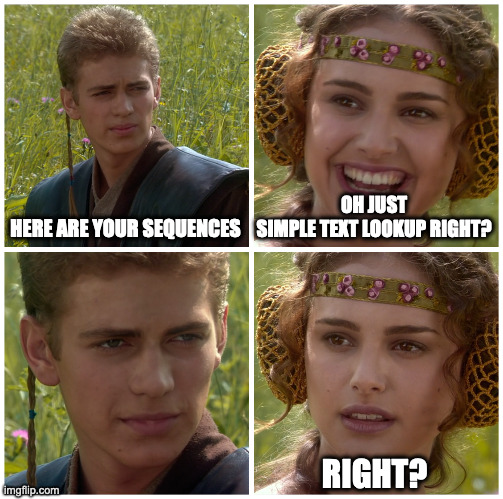 HERE ARE YOUR SEQUENCES
OH JUST
SIMPLE TEXT LOOKUP RIGHT?
RIGHT?
imgflip.com